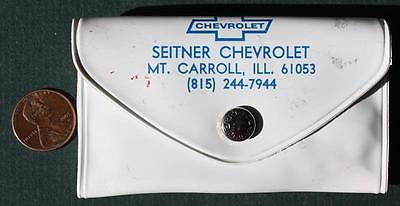 CHEVROLET
SEITNER CHEVROLET
MT. CARROLL, ILL. 61053
(815) 244-7944